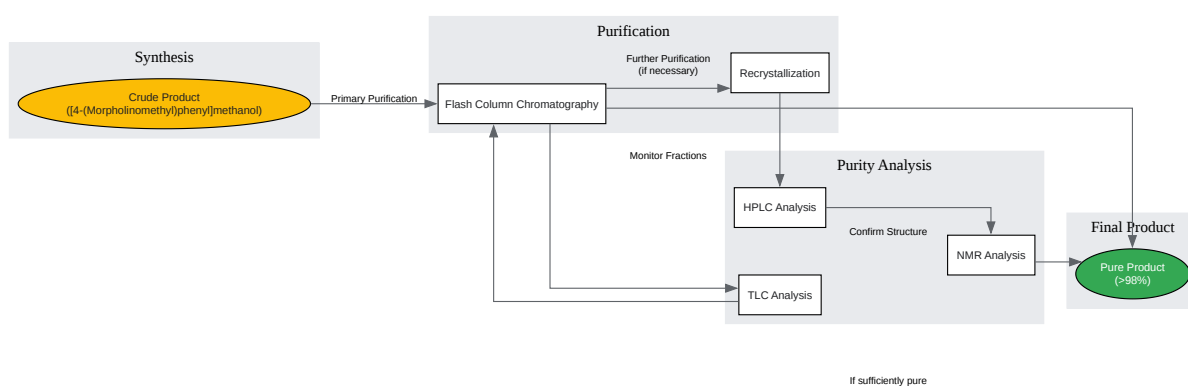 Synthesis
Crude Product
([4-(Morpholinomethyl)phenyl]methanol)
Primary Purification
Purification
Flash Column Chromatography
Further Purification
(if necessary)
Recrystallization
Monitor Fractions
Purity Analysis
HPLC Analysis
Confirm Structure
NMR Analysis
TLC Analysis
Final Product
Pure Product
(>98%)
If sufficiently pure